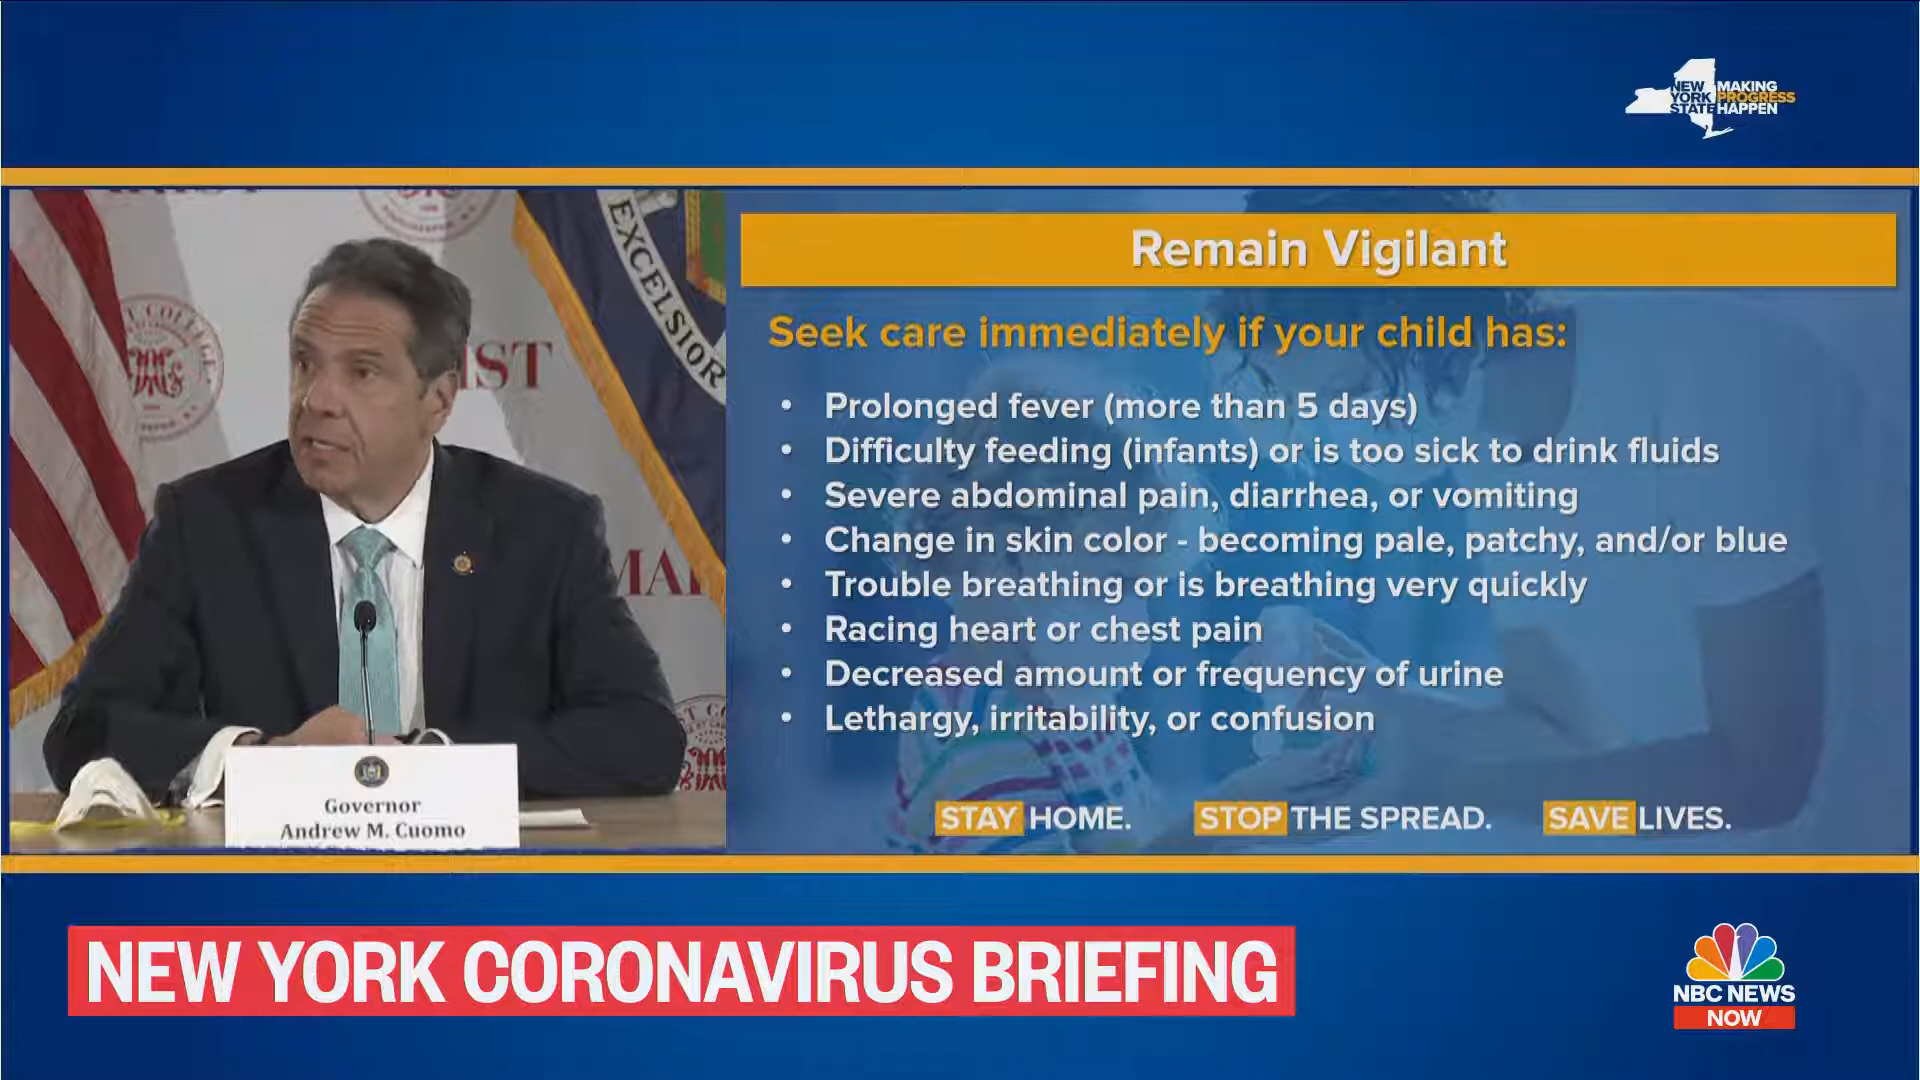 NEW YORK STATE
MAKING PROGRESS HAPPEN
EXCELSIOR
Remain Vigilant
Seek care immediately if your child has:
• Prolonged fever (more than 5 days)
• Difficulty feeding (infants) or is too sick to drink fluids
• Severe abdominal pain, diarrhea, or vomiting
• Change in skin color - becoming pale, patchy, and/or blue
• Trouble breathing or is breathing very quickly
• Racing heart or chest pain
• Decreased amount or frequency of urine
• Lethargy, irritability, or confusion
STAY HOME. STOP THE SPREAD. SAVE LIVES.
Governor
Andrew M. Cuomo
NEW YORK CORONAVIRUS BRIEFING
NBC NEWS
NOW